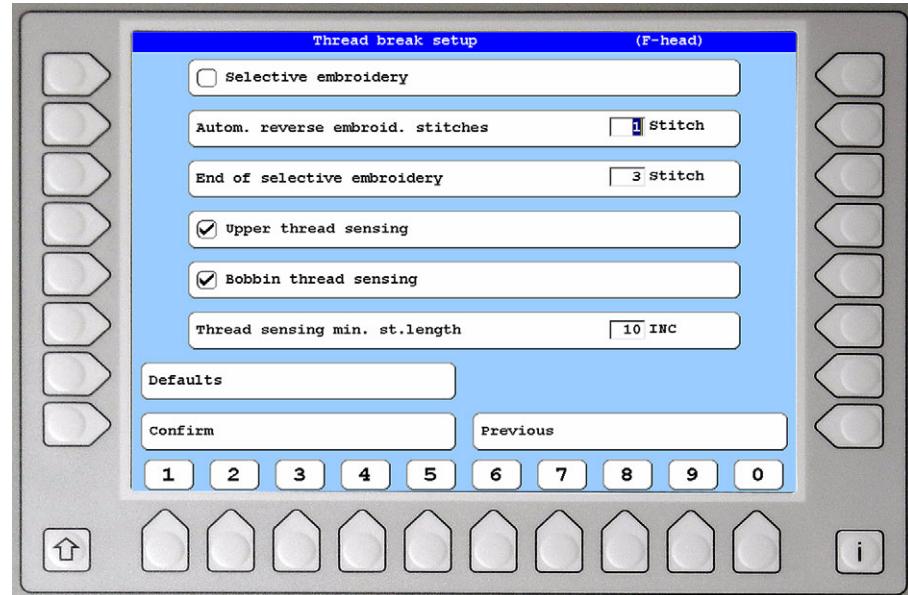 Thread break setup (F-head)
Selective embroidery
Autom. reverse embroid. stitches 1 Stitch
End of selective embroidery 3 Stitch
Upper thread sensing
Bobbin thread sensing
Thread sensing min. st.length 10 INC
Defaults
Confirm Previous
1 2 3 4 5 6 7 8 9 0
i